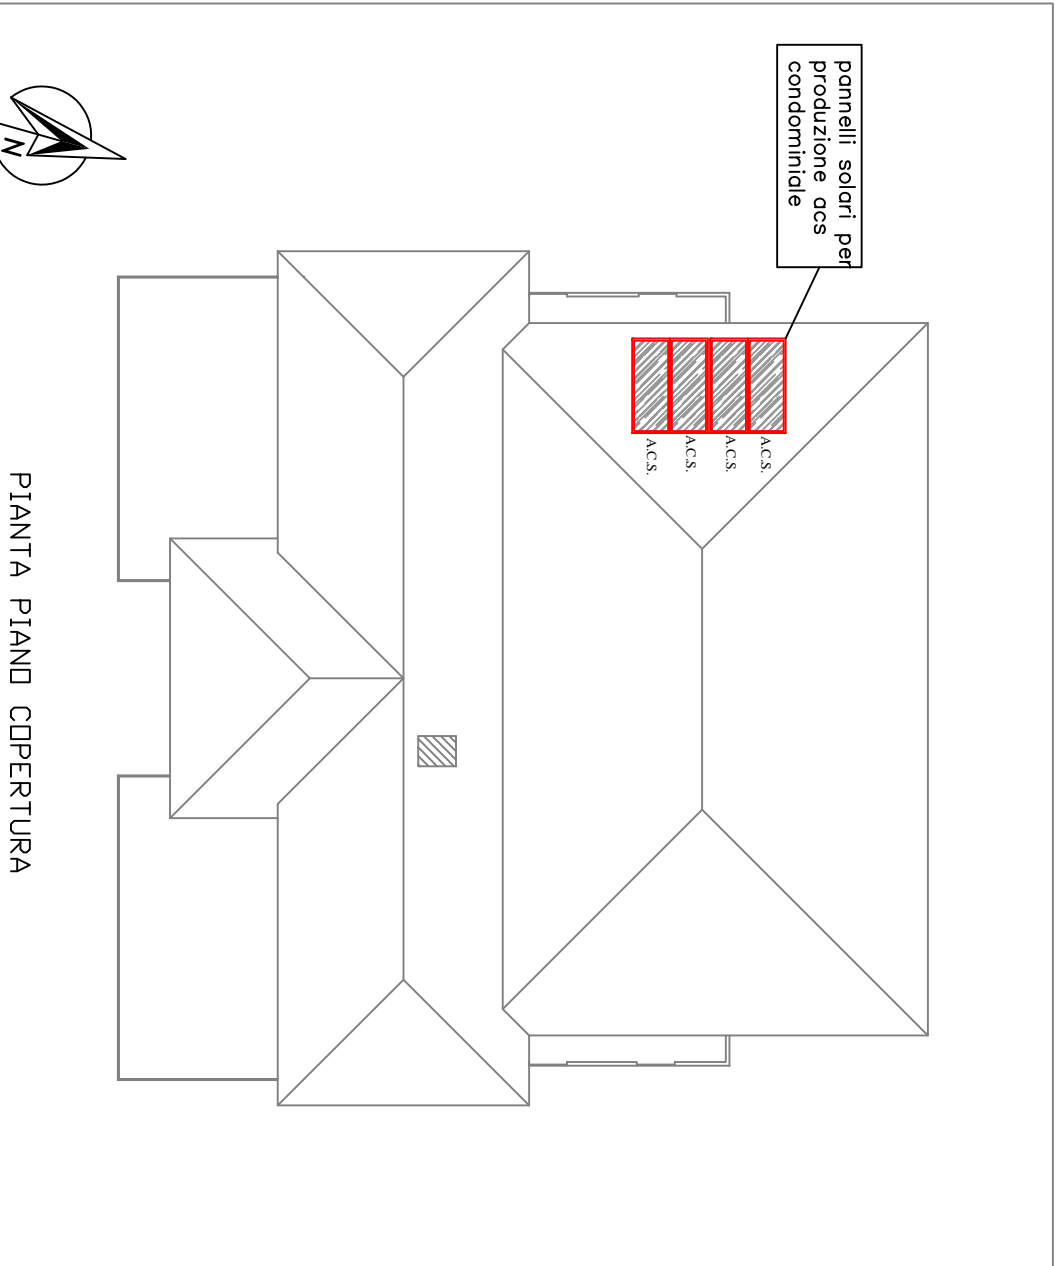 pannelli solari per
produzione acs
condominiale
A.C.S.
A.C.S.
A.C.S.
A.C.S.
N
PIANTA PIANO COPERTURA